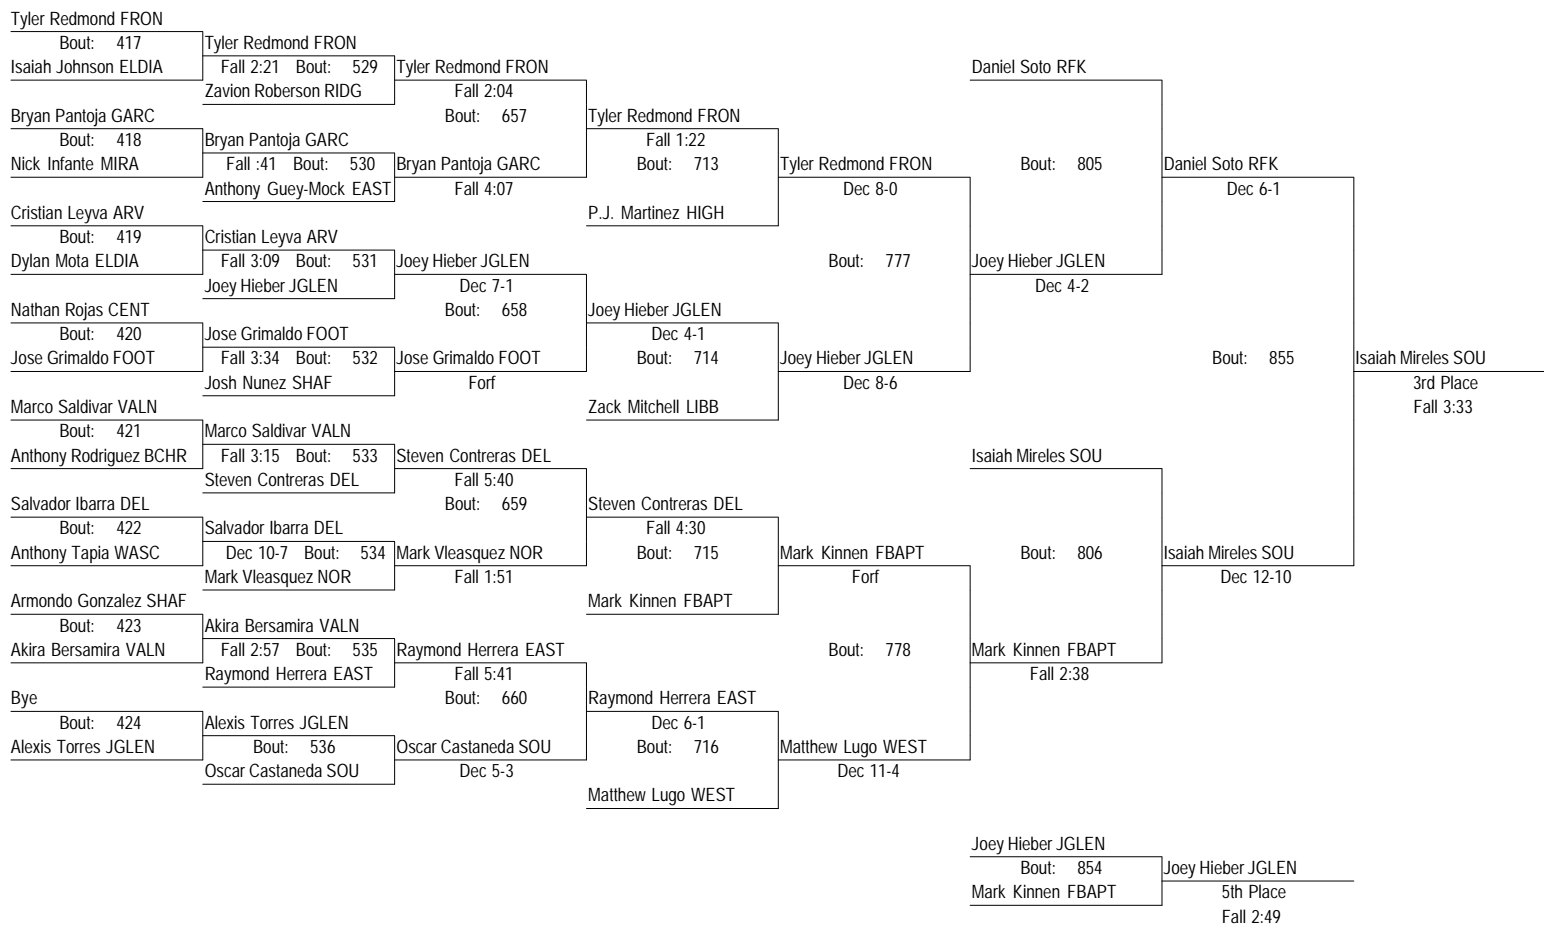 Tyler Redmond FRON
Bout: 417
Isaiah Johnson ELDIA
Bryan Pantoja GARC
Bout: 418
Nick Infante MIRA
Cristian Leyva ARV
Bout: 419
Dylan Mota ELDIA
Nathan Rojas CENT
Bout: 420
Jose Grimaldo FOOT
Marco Saldivar VALN
Bout: 421
Anthony Rodriguez BCHR
Salvador Ibarra DEL
Bout: 422
Anthony Tapia WASC
Armondo Gonzalez SHAF
Bout: 423
Akira Bersamira VALN
Bye
Bout: 424
Alexis Torres JGLEN
Tyler Redmond FRON
Fall 2:21 Bout: 529
Zavion Roberson RIDG
Bryan Pantoja GARC
Fall :41 Bout: 530
Anthony Guey-Mock EAST
Cristian Leyva ARV
Fall 3:09 Bout: 531
Joey Hieber JGLEN
Jose Grimaldo FOOT
Fall 3:34 Bout: 532
Josh Nunez SHAF
Marco Saldivar VALN
Fall 3:15 Bout: 533
Steven Contreras DEL
Salvador Ibarra DEL
Dec 10-7 Bout: 534
Mark Vleasquez NOR
Akira Bersamira VALN
Fall 2:57 Bout: 535
Raymond Herrera EAST
Alexis Torres JGLEN
Bout: 536
Oscar Castaneda SOU
Tyler Redmond FRON
Fall 2:04
Bout: 657
Bryan Pantoja GARC
Fall 4:07
Joey Hieber JGLEN
Dec 7-1
Bout: 658
Jose Grimaldo FOOT
Forf
Steven Contreras DEL
Fall 5:40
Bout: 659
Mark Vleasquez NOR
Fall 1:51
Raymond Herrera EAST
Fall 5:41
Bout: 660
Oscar Castaneda SOU
Dec 5-3
Tyler Redmond FRON
Fall 1:22
Bout: 713
P.J. Martinez HIGH
Joey Hieber JGLEN
Dec 4-1
Bout: 714
Zack Mitchell LIBB
Steven Contreras DEL
Fall 4:30
Bout: 715
Mark Kinnen FBAPT
Raymond Herrera EAST
Dec 6-1
Bout: 716
Matthew Lugo WEST
Tyler Redmond FRON
Dec 8-0
Bout: 777
Joey Hieber JGLEN
Dec 8-6
Mark Kinnen FBAPT
Forf
Bout: 778
Matthew Lugo WEST
Dec 11-4
Daniel Soto RFK
Bout: 805
Joey Hieber JGLEN
Dec 4-2
Isaiah Mireles SOU
Bout: 806
Mark Kinnen FBAPT
Fall 2:38
Daniel Soto RFK
Dec 6-1
Bout: 855
Isaiah Mireles SOU
Dec 12-10
Isaiah Mireles SOU
3rd Place
Fall 3:33
Joey Hieber JGLEN
Bout: 854
Mark Kinnen FBAPT
Joey Hieber JGLEN
5th Place
Fall 2:49